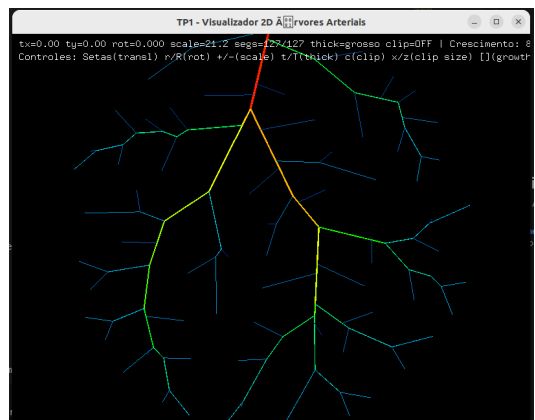 TP1 - Visualizador 2D Árvores Arteriais
tx=0.00 ty=0.00 rot=0.000 scale=21.2 segs=127/127 thick=grosso clip=OFF | Crescimento: 8
Controles: Setas(transl) r/R(rot) +/-(scale) t/T(thick) c(clip) x/z(clip size) [](growth